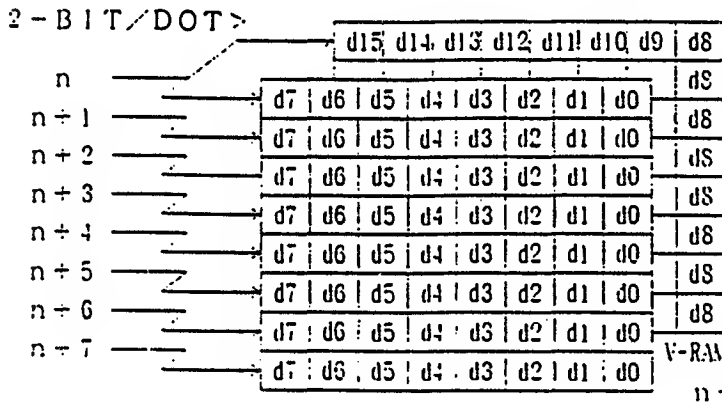 2-BIT/DOT>
d15 d14 d13 d12 d11 d10 d9 d8
n
d8
d7 d6 d5 d4 d3 d2 d1 d0
n+1
d8
d7 d6 d5 d4 d3 d2 d1 d0
n+2
d8
d7 d6 d5 d4 d3 d2 d1 d0
n+3
d8
d7 d6 d5 d4 d3 d2 d1 d0
n+4
d8
d7 d6 d5 d4 d3 d2 d1 d0
n+5
d8
d7 d6 d5 d4 d3 d2 d1 d0
n+6
d8
d7 d6 d5 d4 d3 d2 d1 d0
n+7
V-RAM
d7 d6 d5 d4 d3 d2 d1 d0
n